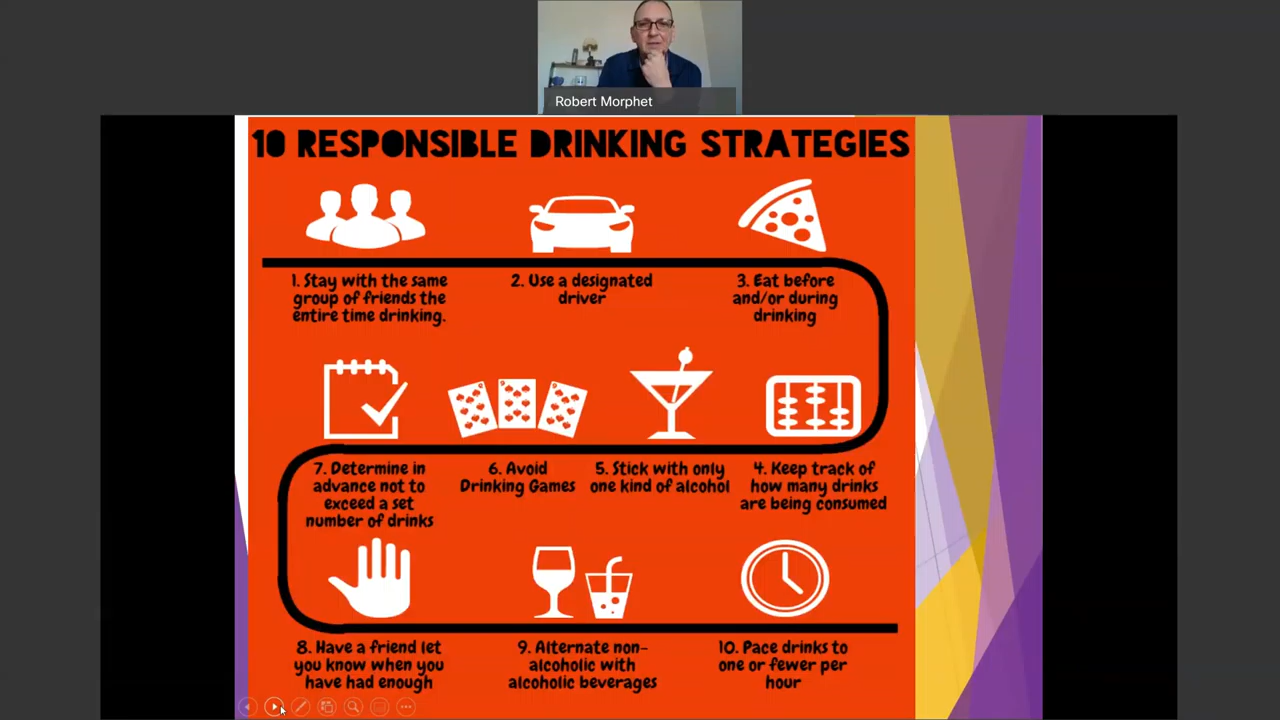 Robert Morphet
10 RESPONSIBLE DRINKING STRATEGIES
1. Stay with the same
group of friends the
entire time drinking.
2. Use a designated
driver
3. Eat before
and/or during
drinking
4. Keep track of
how many drinks
are being consumed
5. Stick with only
one kind of alcohol
6. Avoid
Drinking Games
7. Determine in
advance not to
exceed a set
number of drinks
8. Have a friend let
you know when you
have had enough
9. Alternate non-
alcoholic with
alcoholic beverages
10. Pace drinks to
one or fewer per
hour